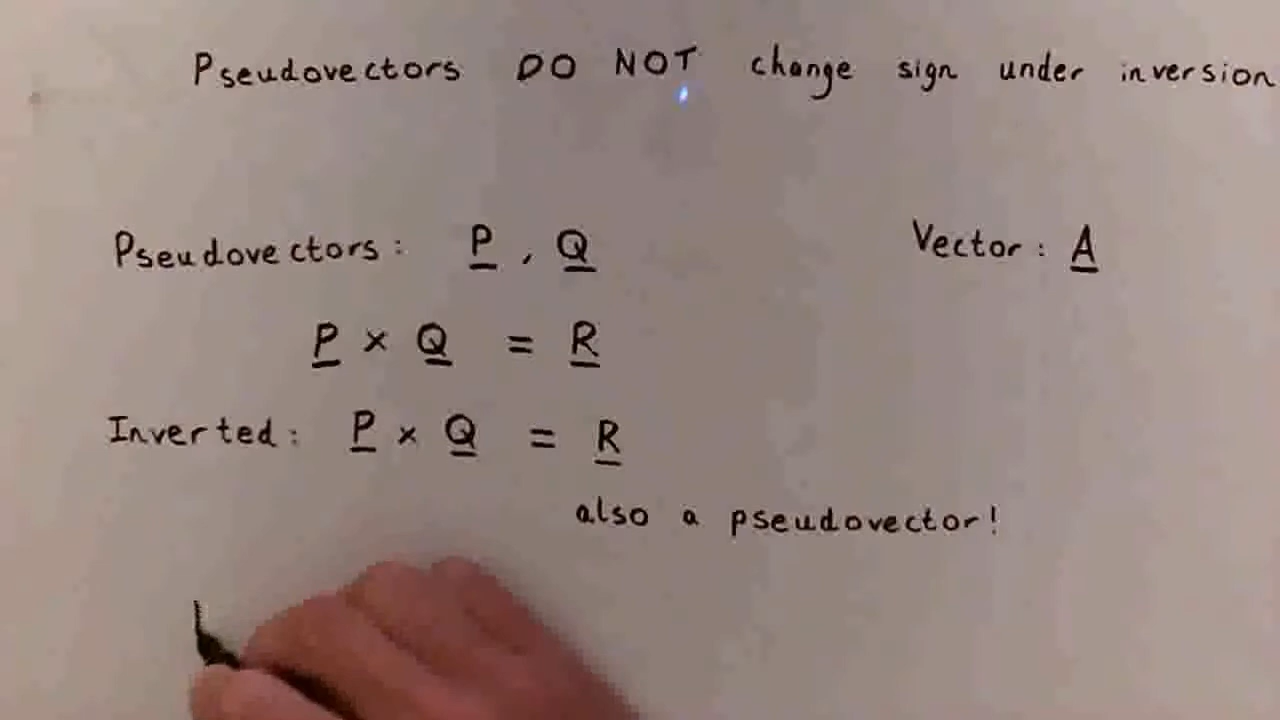 Pseudovectors DO NOT change sign under inversion
Pseudovectors: P, Q
Vector: A
P × Q = R
Inverted: P × Q = R
also a pseudovector!